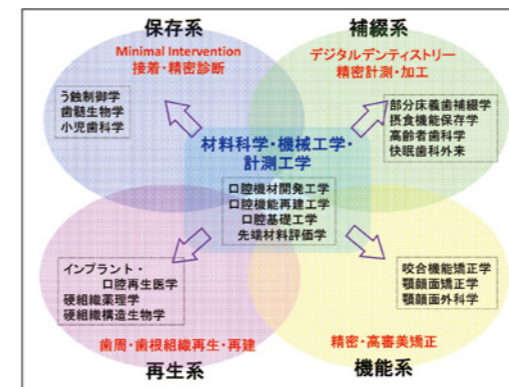 保存系
Minimal Intervention
接着・精密診断
う蝕制御学
歯髄生物学
小児歯科学
補綴系
デジタルデンティストリー
精密計測・加工
部分床義歯補綴学
摂食機能保存学
高齢者歯科学
快眠歯科外来
材料科学・機械工学・
計測工学
口腔機材開発工学
口腔機能再建工学
口腔基礎工学
先端材料評価学
インプラント・
口腔再生医学
硬組織薬理学
硬組織構造生物学
歯周・歯根組織再生・再建
再生系
咬合機能矯正学
顎顔面矯正学
顎顔面外科学
精密・高審美矯正
機能系